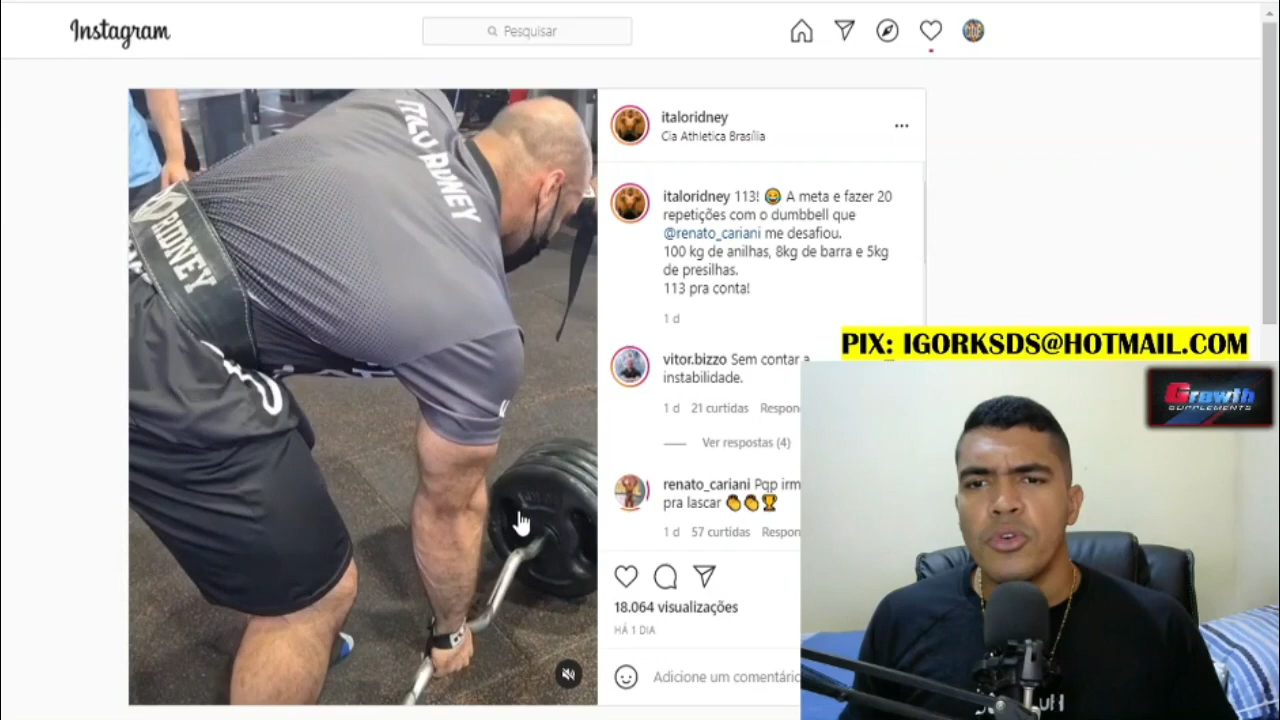 Instagram
Pesquisar
ITALO RIDNEY
RIDNEY
italoridney
Cia Athletica Brasília
italoridney 113! 😂 A meta e fazer 20
repetições com o dumbbell que
@renato_cariani me desafiou.
100 kg de anilhas, 8kg de barra e 5kg
de presilhas.
113 pra conta!
1 d
PIX: IGORKSDS@HOTMAIL.COM
vitor.bizzo Sem contar a
instabilidade.
1 d 21 curtidas Respon
Ver respostas (4)
Growth
SUPPLEMENTS
renato_cariani Pqp irm
pra lascar 👏👏🏆
1 d 57 curtidas Respon
18.064 visualizações
HÁ 1 DIA
Adicione um comentário